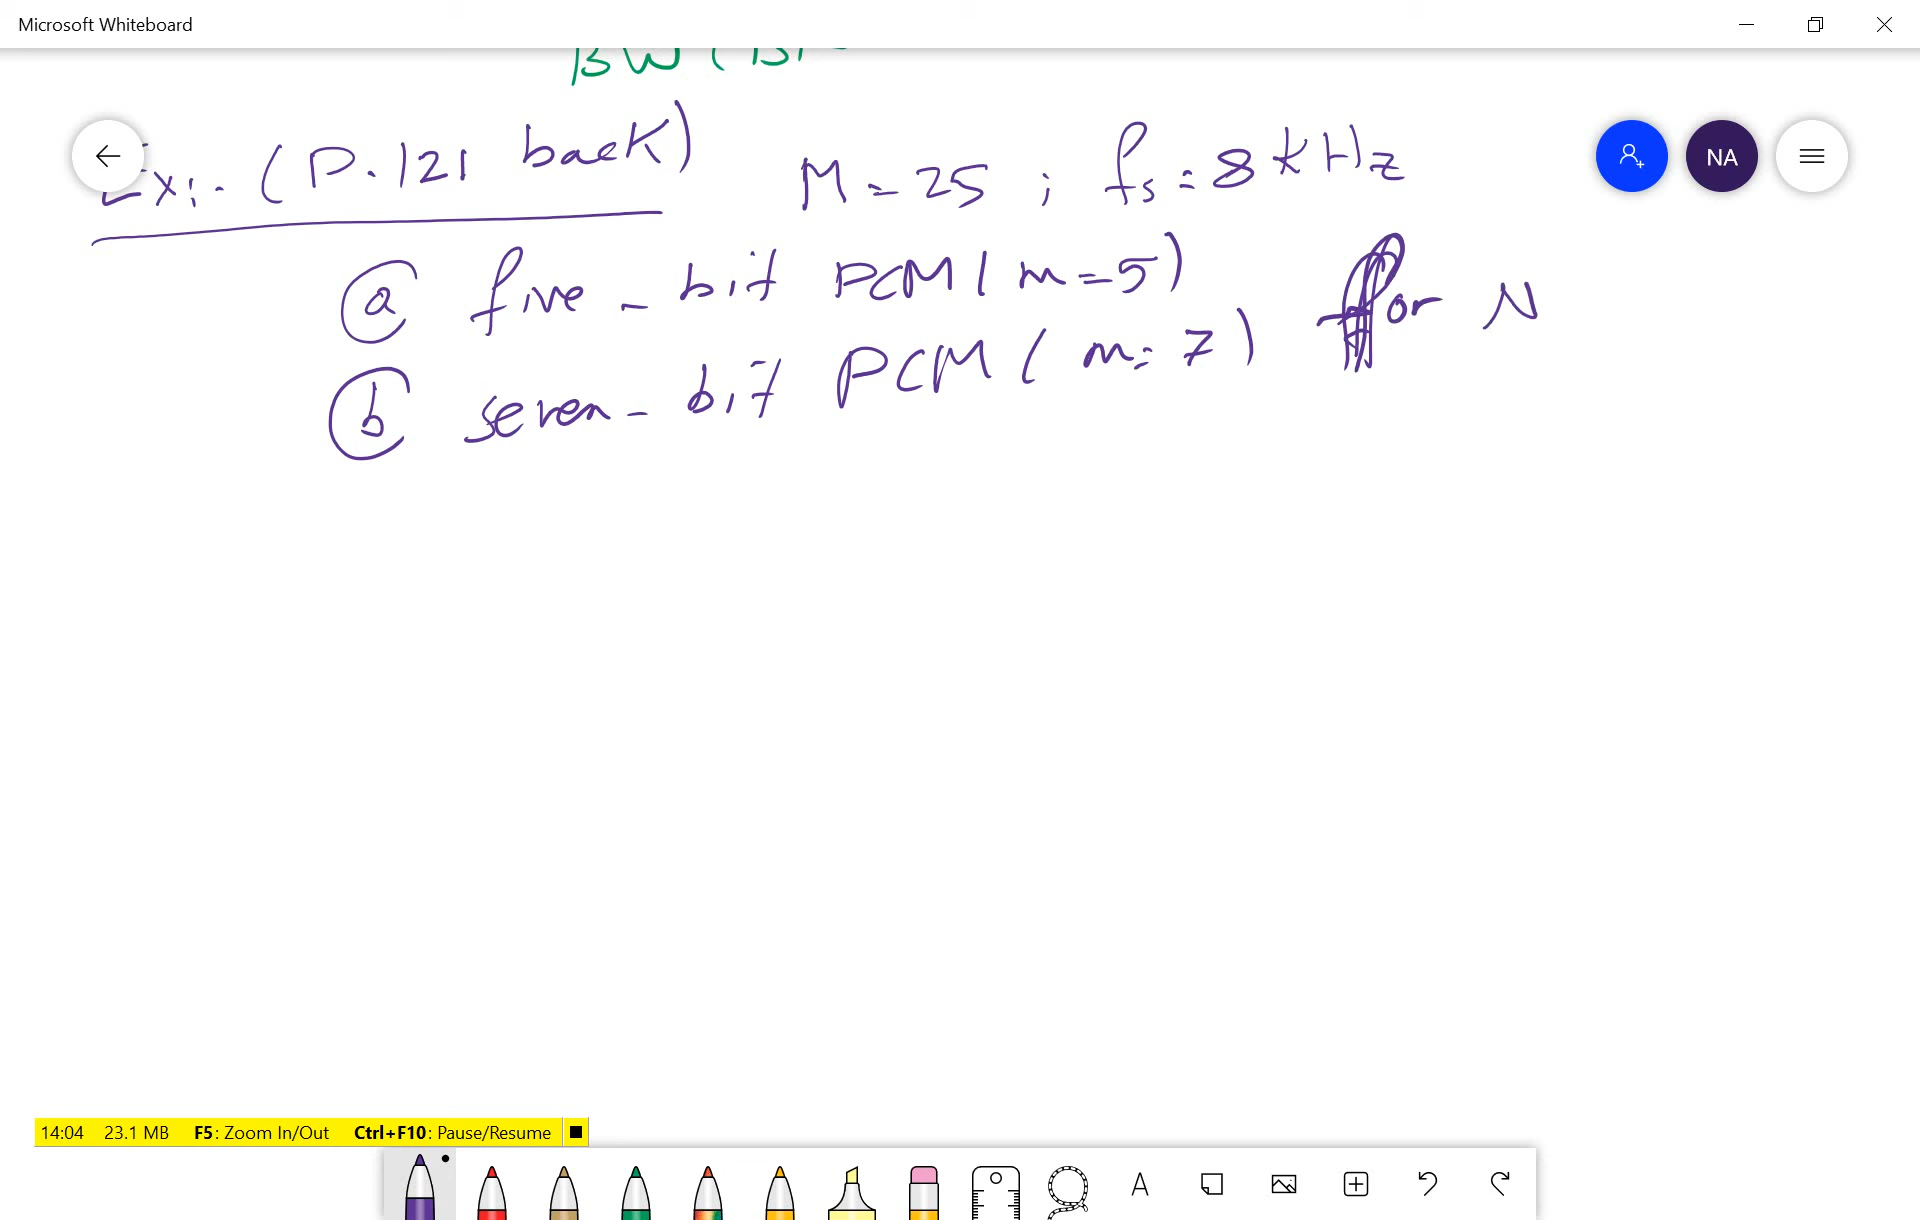 Microsoft Whiteboard
BW (
Ex:- (P.121 back) M = 25 ; fs = 8 kHz
NA
(a) five - bit PCM ( m = 5 )
(b) seven - bit PCM ( m = 7 ) for N
14:04 23.1 MB F5: Zoom In/Out Ctrl+F10: Pause/Resume